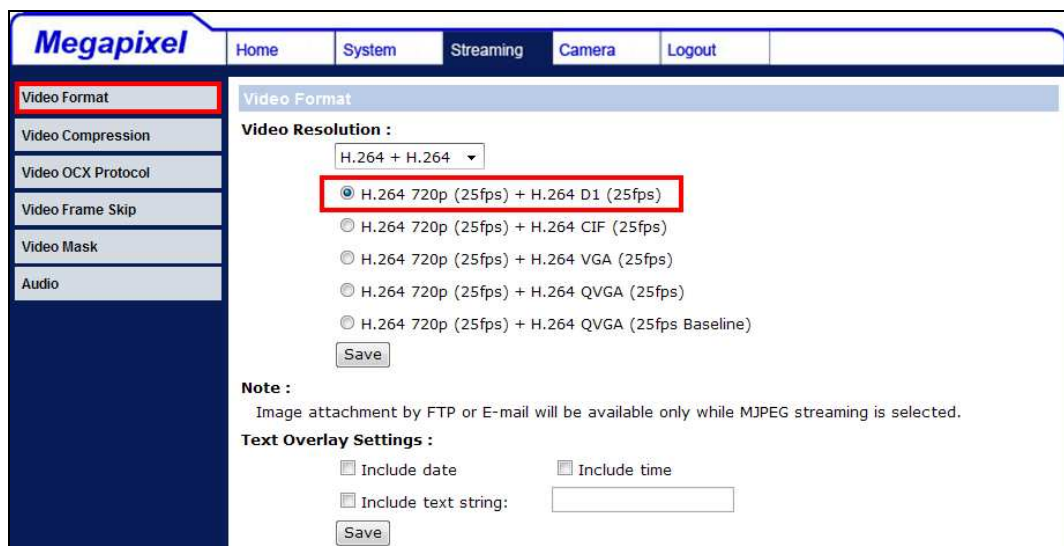 Megapixel
Home System Streaming Camera Logout
Video Format
Video Compression
Video OCX Protocol
Video Frame Skip
Video Mask
Audio
Video Format
Video Resolution :
H.264 + H.264
H.264 720p (25fps) + H.264 D1 (25fps)
H.264 720p (25fps) + H.264 CIF (25fps)
H.264 720p (25fps) + H.264 VGA (25fps)
H.264 720p (25fps) + H.264 QVGA (25fps)
H.264 720p (25fps) + H.264 QVGA (25fps Baseline)
Save
Note :
Image attachment by FTP or E-mail will be available only while MJPEG streaming is selected.
Text Overlay Settings :
Include date Include time
Include text string:
Save